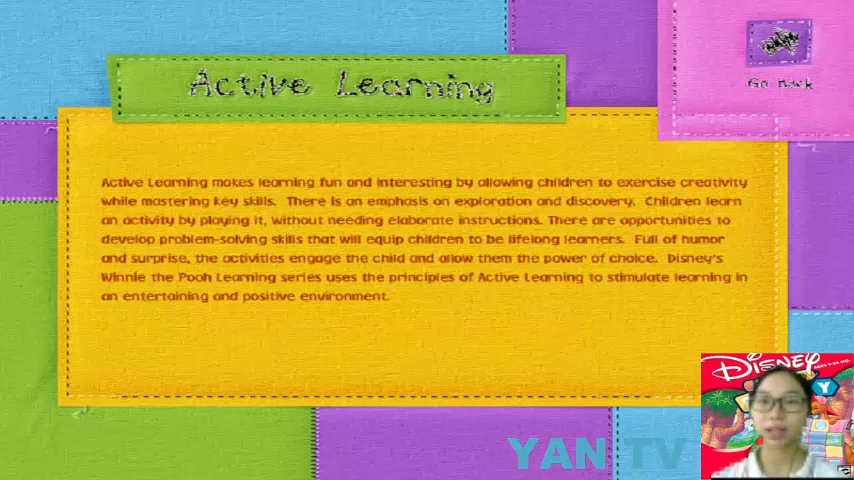 Active Learning
Go Back
Active Learning makes learning fun and interesting by allowing children to exercise creativity
while mastering key skills. There is an emphasis on exploration and discovery. Children learn
an activity by playing it, without needing elaborate instructions. There are opportunities to
develop problem-solving skills that will equip children to be lifelong learners. Full of humor
and surprise, the activities engage the child and allow them the power of choice. Disney's
Winnie the Pooh Learning series uses the principles of Active Learning to stimulate learning in
an entertaining and positive environment.
YAN TV
DISNEY